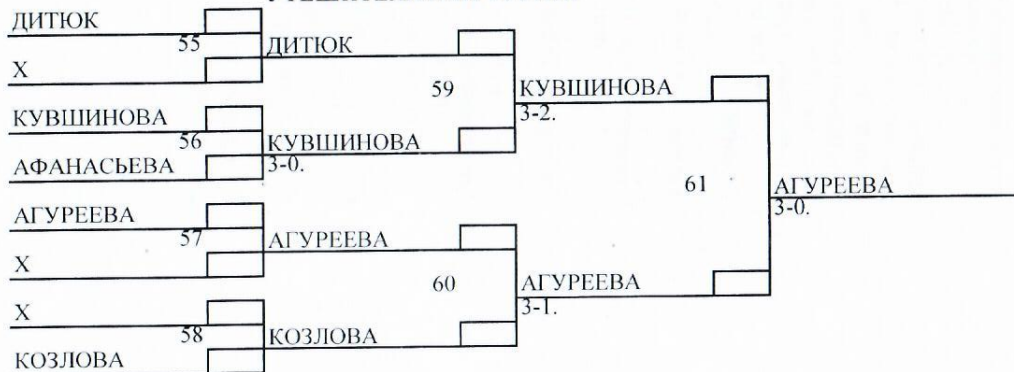 ДИТЮК
55
ДИТЮК
X
59
КУВШИНОВА
КУВШИНОВА
3-2.
56
КУВШИНОВА
3-0.
АФАНАСЬЕВА
61
АГУРЕЕВА
3-0.
АГУРЕЕВА
57
АГУРЕЕВА
X
60
АГУРЕЕВА
3-1.
X
58
КОЗЛОВА
КОЗЛОВА